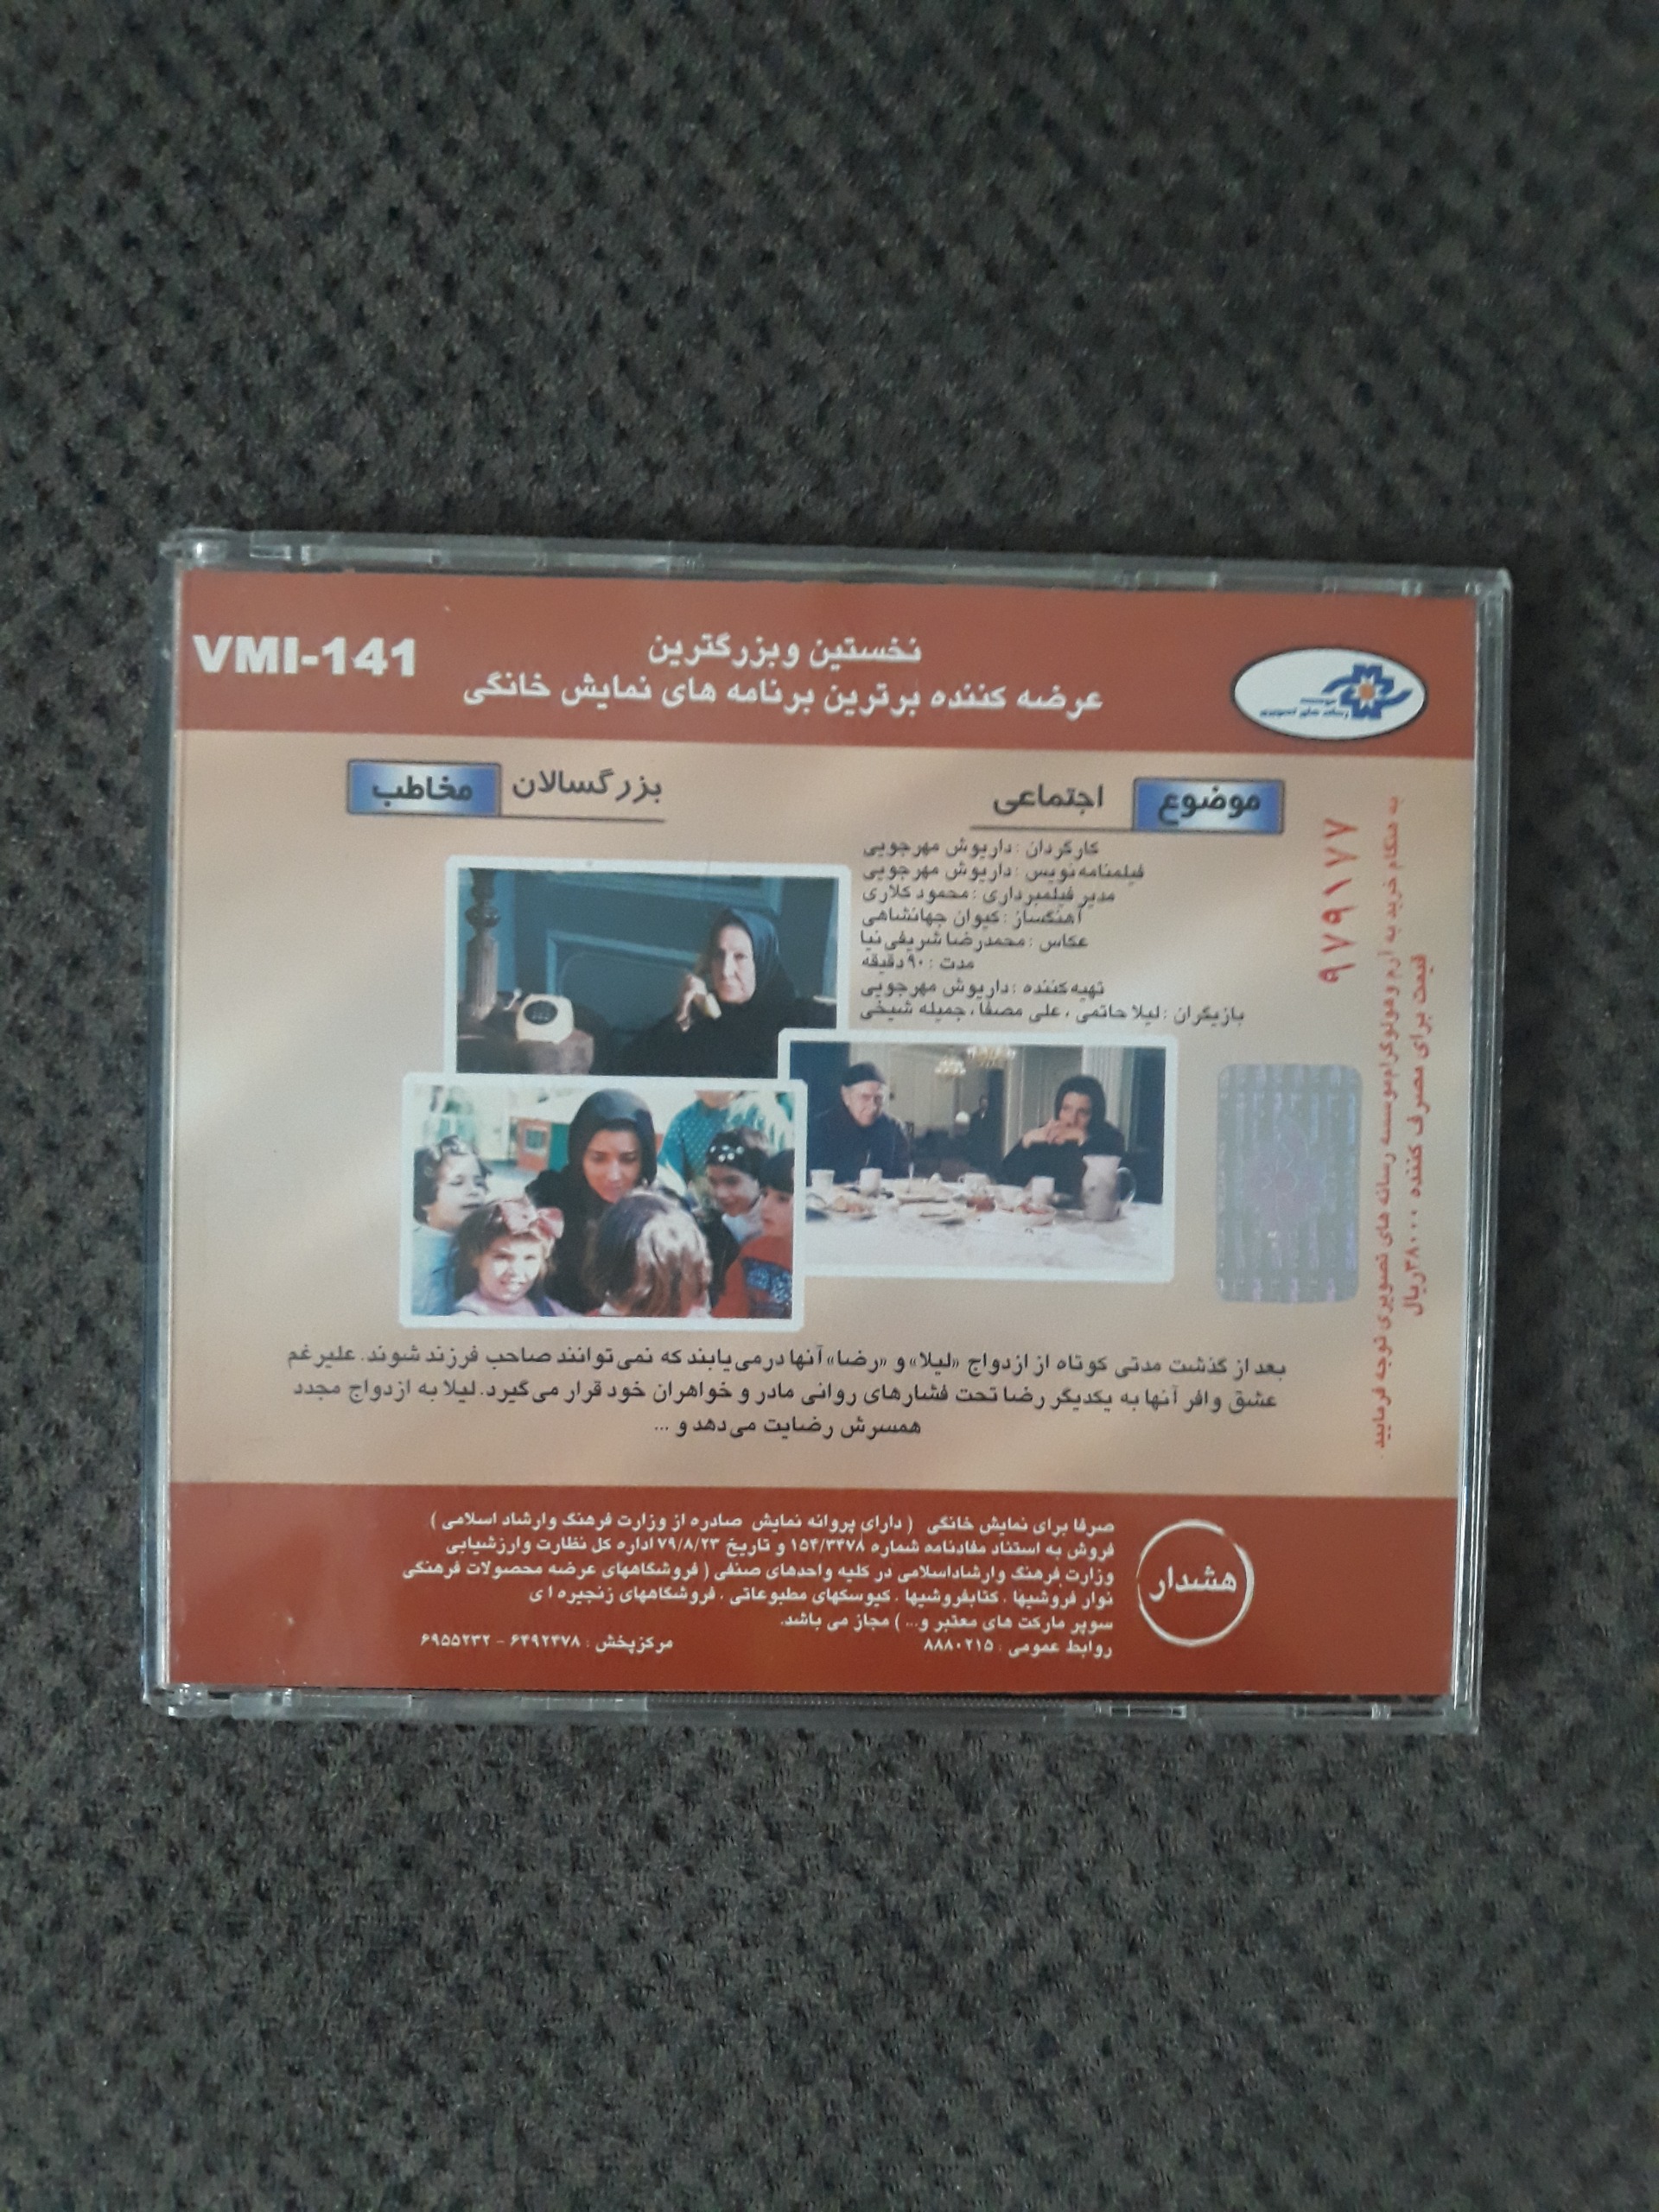 VMI-141
نخستین وبزرگترین
عرضه کننده برترین برنامه های نمایش خانگی
موسسه
رسانه های تصویری
موضوع
اجتماعی
مخاطب
بزرگسالان
کارگردان : داریوش مهرجویی
فیلمنامه نویس : داریوش مهرجویی
مدیر فیلمبرداری : محمود کلاری
آهنگساز : کیوان جهانشاهی
عکاس : محمدرضا شریفی نیا
مدت : ۹۰ دقیقه
تهیه کننده : داریوش مهرجویی
بازیگران : لیلا حاتمی ، علی مصفا، جمیله شیخی
۹۷۹۱۷۷
به هنگام خرید به آرم وهولوگرام موسسه رسانه های تصویری توجه فرمایید.
قیمت برای مصرف کننده ۳۸۰۰۰ ریال
بعد از گذشت مدتی کوتاه از ازدواج «لیلا» و «رضا» آنها درمی یابند که نمی توانند صاحب فرزند شوند. علیرغم
عشق وافر آنها به یکدیگر رضا تحت فشارهای روانی مادر و خواهران خود قرار می گیرد. لیلا به ازدواج مجدد
همسرش رضایت می دهد و ...
هشدار
صرفا برای نمایش خانگی ( دارای پروانه نمایش صادره از وزارت فرهنگ وارشاد اسلامی )
فروش به استناد مفادنامه شماره ۱۵۴/۳۴۷۸ و تاریخ ۷۹/۸/۲۳ اداره کل نظارت وارزشیابی
وزارت فرهنگ وارشاداسلامی در کلیه واحدهای صنفی ( فروشگاههای عرضه محصولات فرهنگی
نوار فروشیها ، کتابفروشیها ، کیوسکهای مطبوعاتی ، فروشگاههای زنجیره ا ی
سوپر مارکت های معتبر و... ) مجاز می باشد.
روابط عمومی : ۸۸۸۰۲۱۵ مرکزپخش : ۶۴۹۲۴۷۸ - ۶۹۵۵۲۳۲